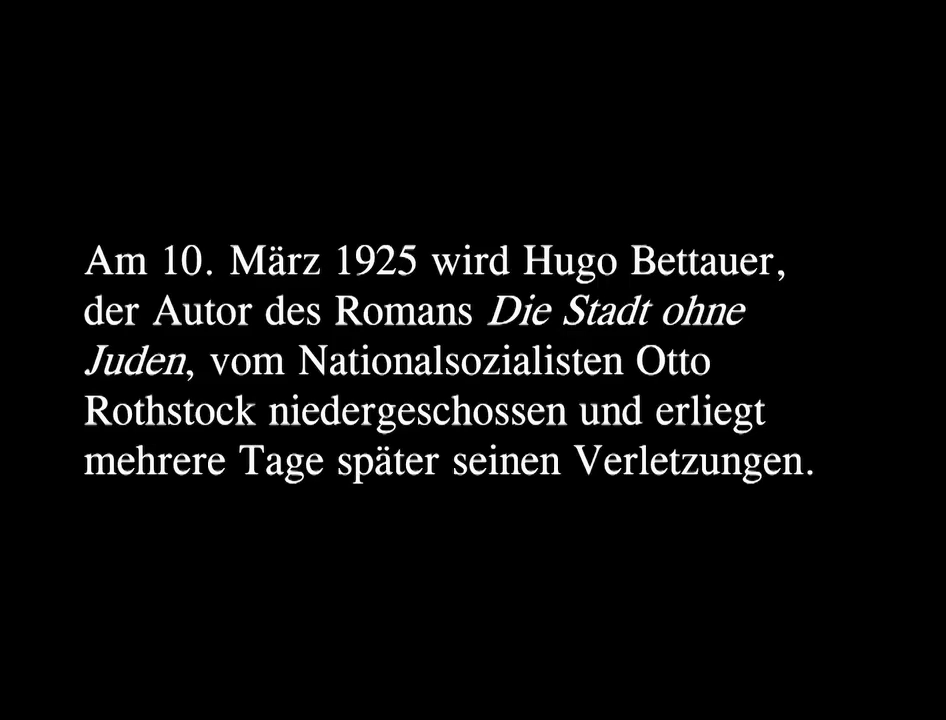 Am 10. März 1925 wird Hugo Bettauer,
der Autor des Romans Die Stadt ohne
Juden, vom Nationalsozialisten Otto
Rothstock niedergeschossen und erliegt
mehrere Tage später seinen Verletzungen.